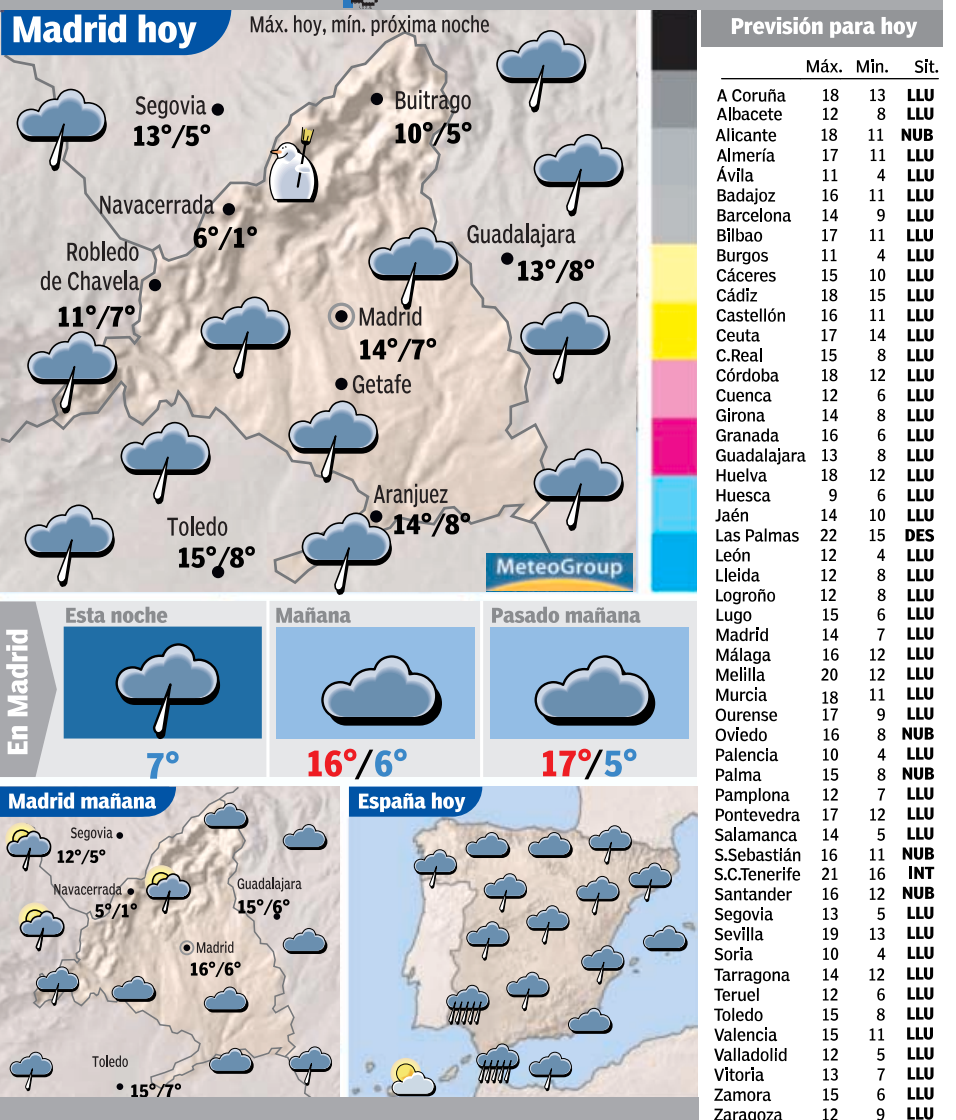 Madrid hoy
Máx. hoy, mín. próxima noche
Segovia
13°/5°
Buitrago
10°/5°
Navacerrada
6°/1°
Guadalajara
13°/8°
Robledo
de Chavela
11°/7°
Madrid
14°/7°
Getafe
Aranjuez
14°/8°
Toledo
15°/8°
MeteoGroup
En Madrid
Esta noche
7°
Mañana
16°/6°
Pasado mañana
17°/5°
Madrid mañana
Segovia
12°/5°
Navacerrada
5°/1°
Guadalajara
15°/6°
Madrid
16°/6°
Toledo
15°/7°
España hoy
Previsión para hoy
Máx. Min. Sit.
A Coruña 18 13 LLU
Albacete 12 8 LLU
Alicante 18 11 NUB
Almería 17 11 LLU
Ávila 11 4 LLU
Badajoz 16 11 LLU
Barcelona 14 9 LLU
Bilbao 17 11 LLU
Burgos 11 4 LLU
Cáceres 15 10 LLU
Cádiz 18 15 LLU
Castellón 16 11 LLU
Ceuta 17 14 LLU
C.Real 15 8 LLU
Córdoba 18 12 LLU
Cuenca 12 6 LLU
Girona 14 8 LLU
Granada 16 6 LLU
Guadalajara 13 8 LLU
Huelva 18 12 LLU
Huesca 9 6 LLU
Jaén 14 10 LLU
Las Palmas 22 15 DES
León 12 4 LLU
Lleida 12 8 LLU
Logroño 12 8 LLU
Lugo 15 6 LLU
Madrid 14 7 LLU
Málaga 16 12 LLU
Melilla 20 12 LLU
Murcia 18 11 LLU
Ourense 17 9 LLU
Oviedo 16 8 NUB
Palencia 10 4 LLU
Palma 15 8 NUB
Pamplona 12 7 LLU
Pontevedra 17 12 LLU
Salamanca 14 5 LLU
S.Sebastián 16 11 NUB
S.C.Tenerife 21 16 INT
Santander 16 12 NUB
Segovia 13 5 LLU
Sevilla 19 13 LLU
Soria 10 4 LLU
Tarragona 14 12 LLU
Teruel 12 6 LLU
Toledo 15 8 LLU
Valencia 15 11 LLU
Valladolid 12 5 LLU
Vitoria 13 7 LLU
Zamora 15 6 LLU
Zaragoza 12 9 LLU